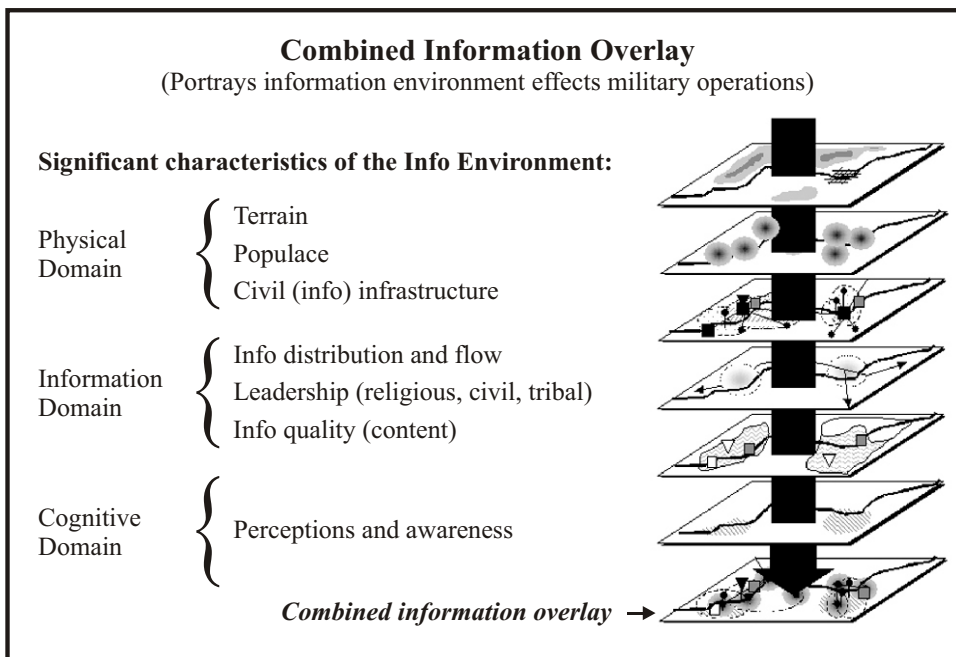 Combined Information Overlay
(Portrays information environment effects military operations)
Significant characteristics of the Info Environment:
Physical
Domain
Terrain
Populace
Civil (info) infrastructure
Information
Domain
Info distribution and flow
Leadership (religious, civil, tribal)
Info quality (content)
Cognitive
Domain
Perceptions and awareness
Combined information overlay